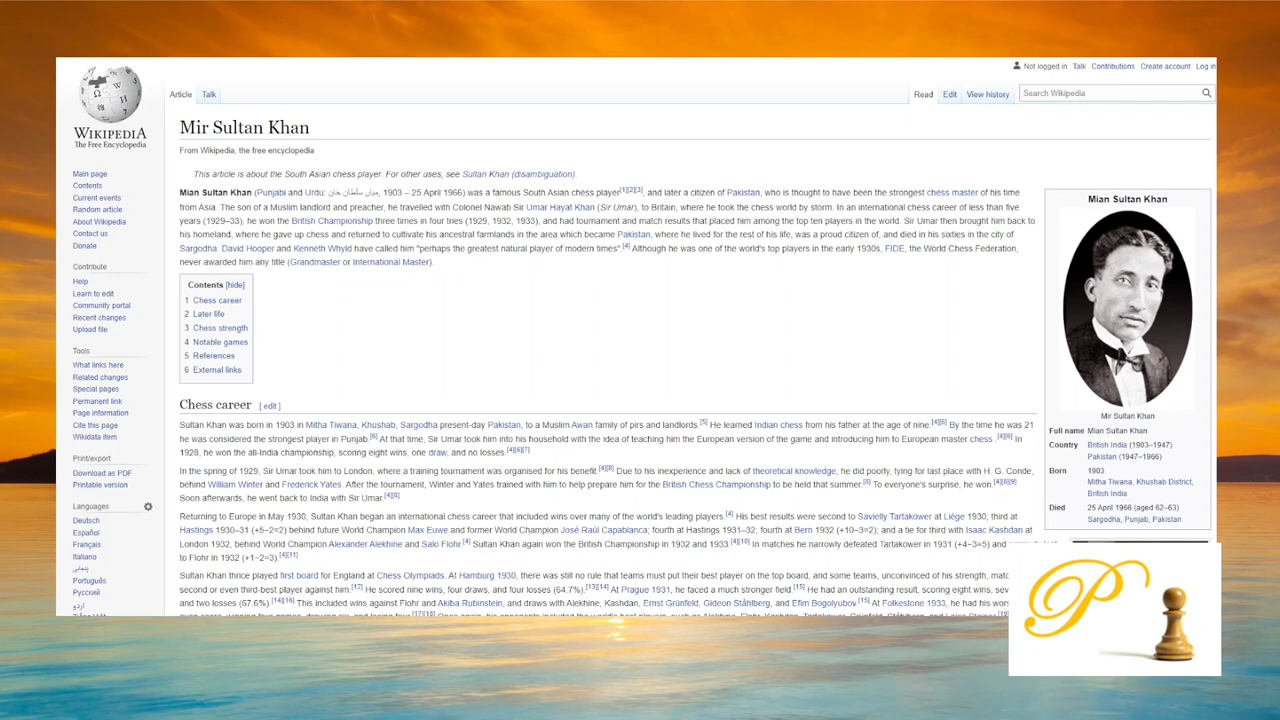 Not logged in Talk Contributions Create account Log in
Article Talk Read Edit View history Search Wikipedia
WIKIPEDIA
The Free Encyclopedia
Main page
Contents
Current events
Random article
About Wikipedia
Contact us
Donate
Contribute
Help
Learn to edit
Community portal
Recent changes
Upload file
Tools
What links here
Related changes
Special pages
Permanent link
Page information
Cite this page
Wikidata item
Print/export
Download as PDF
Printable version
Languages
Deutsch
Español
Français
Italiano
پنجابی
Português
Русский
اردو
Mir Sultan Khan
From Wikipedia, the free encyclopedia
This article is about the South Asian chess player. For other uses, see Sultan Khan (disambiguation).
Mian Sultan Khan (Punjabi and Urdu: میاں سلطان خان, 1903 – 25 April 1966) was a famous South Asian chess player[1][2][3], and later a citizen of Pakistan, who is thought to have been the strongest chess master of his time
from Asia. The son of a Muslim landlord and preacher, he travelled with Colonel Nawab Sir Umar Hayat Khan (Sir Umar), to Britain, where he took the chess world by storm. In an international chess career of less than five
years (1929–33), he won the British Championship three times in four tries (1929, 1932, 1933), and had tournament and match results that placed him among the top ten players in the world. Sir Umar then brought him back to
his homeland, where he gave up chess and returned to cultivate his ancestral farmlands in the area which became Pakistan, where he lived for the rest of his life, was a proud citizen of, and died in his sixties in the city of
Sargodha. David Hooper and Kenneth Whyld have called him "perhaps the greatest natural player of modern times".[4] Although he was one of the world's top players in the early 1930s, FIDE, the World Chess Federation,
never awarded him any title (Grandmaster or International Master).
Contents [hide]
1 Chess career
2 Later life
3 Chess strength
4 Notable games
5 References
6 External links
Chess career [ edit ]
Sultan Khan was born in 1903 in Mitha Tiwana, Khushab, Sargodha present-day Pakistan, to a Muslim Awan family of pirs and landlords.[5] He learned Indian chess from his father at the age of nine.[4][6] By the time he was 21
he was considered the strongest player in Punjab.[6] At that time, Sir Umar took him into his household with the idea of teaching him the European version of the game and introducing him to European master chess .[4][6] In
1928, he won the all-India championship, scoring eight wins, one draw, and no losses.[4][6][7]
In the spring of 1929, Sir Umar took him to London, where a training tournament was organised for his benefit.[4][8] Due to his inexperience and lack of theoretical knowledge, he did poorly, tying for last place with H. G. Conde,
behind William Winter and Frederick Yates. After the tournament, Winter and Yates trained with him to help prepare him for the British Chess Championship to be held that summer.[8] To everyone's surprise, he won.[4][8][9]
Soon afterwards, he went back to India with Sir Umar.[4][8]
Returning to Europe in May 1930, Sultan Khan began an international chess career that included wins over many of the world's leading players.[4] His best results were second to Savielly Tartakower at Liège 1930; third at
Hastings 1930–31 (+5−2=2) behind future World Champion Max Euwe and former World Champion José Raúl Capablanca; fourth at Hastings 1931–32; fourth at Bern 1932 (+10−3=2); and a tie for third with Isaac Kashdan at
London 1932, behind World Champion Alexander Alekhine and Salo Flohr.[4] Sultan Khan again won the British Championship in 1932 and 1933.[4][10] In matches he narrowly defeated Tartakower in 1931 (+4−3=5) and
to Flohr in 1932 (+1−2=3).[4][11]
Sultan Khan thrice played first board for England at Chess Olympiads. At Hamburg 1930, there was still no rule that teams must put their best player on the top board, and some teams, unconvinced of his strength,
second or even third-best player against him.[12] He scored nine wins, four draws, and four losses (64.7%).[13][14] At Prague 1931, he faced a much stronger field.[15] He had an outstanding result, scoring eight wins,
and two losses (67.6%).[14][16] This included wins against Flohr and Akiba Rubinstein, and draws with Alekhine, Kashdan, Ernst Grünfeld, Gideon Ståhlberg, and Efim Bogolyubov.[15] At Folkestone 1933, he had his
Mian Sultan Khan
Mir Sultan Khan
Full name Mian Sultan Khan
Country British India (1903–1947)
Pakistan (1947–1966)
Born 1903
Mitha Tiwana, Khushab District,
British India
Died 25 April 1966 (aged 62–63)
Sargodha, Punjab, Pakistan
P